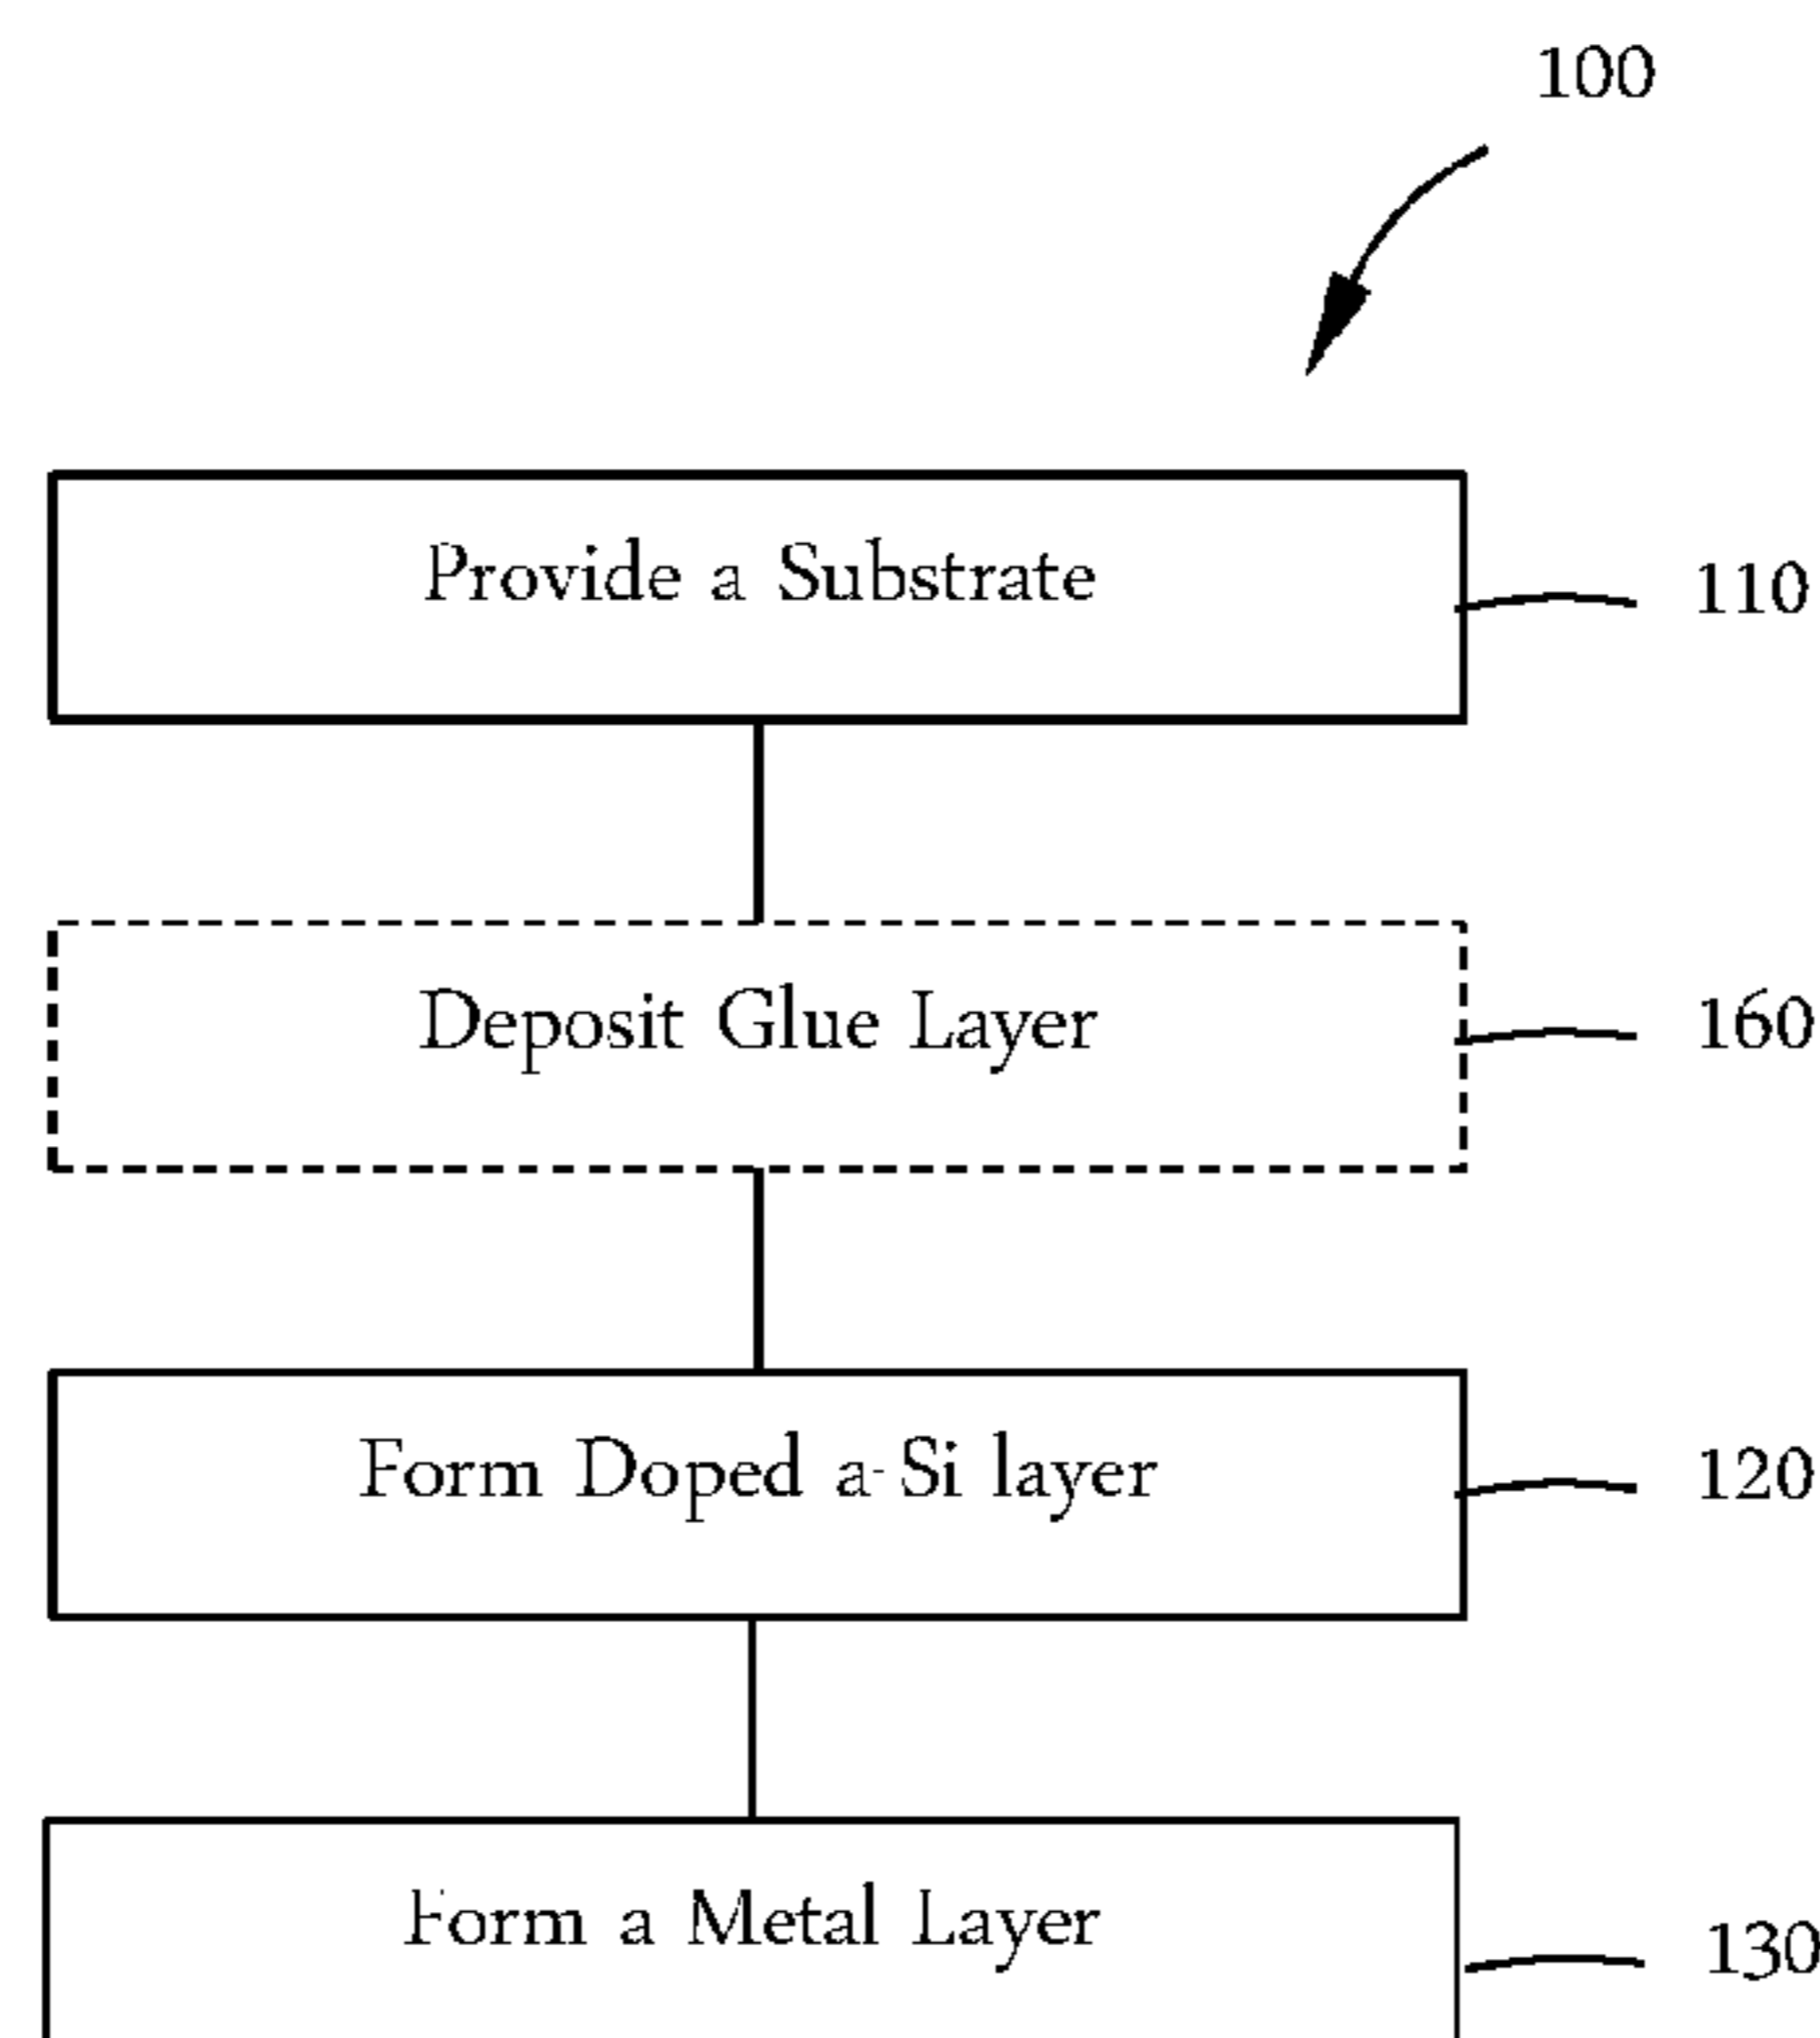 100
Provide a Substrate
110
Deposit Glue Layer
160
Form Doped a-Si layer
120
Form a Metal Layer
130